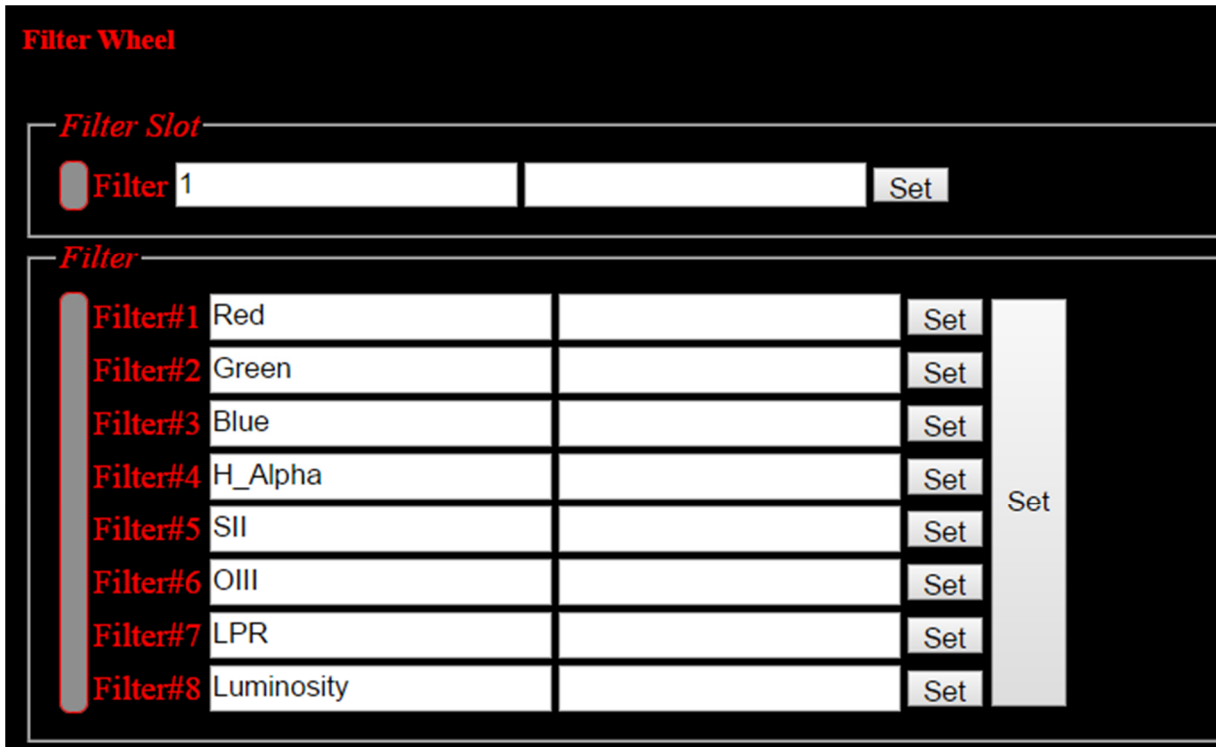 Filter Wheel
Filter Slot
Filter 1 Set
Filter
Filter#1 Red Set
Filter#2 Green Set
Filter#3 Blue Set
Filter#4 H_Alpha Set
Set
Filter#5 SII Set
Filter#6 OIII Set
Filter#7 LPR Set
Filter#8 Luminosity Set